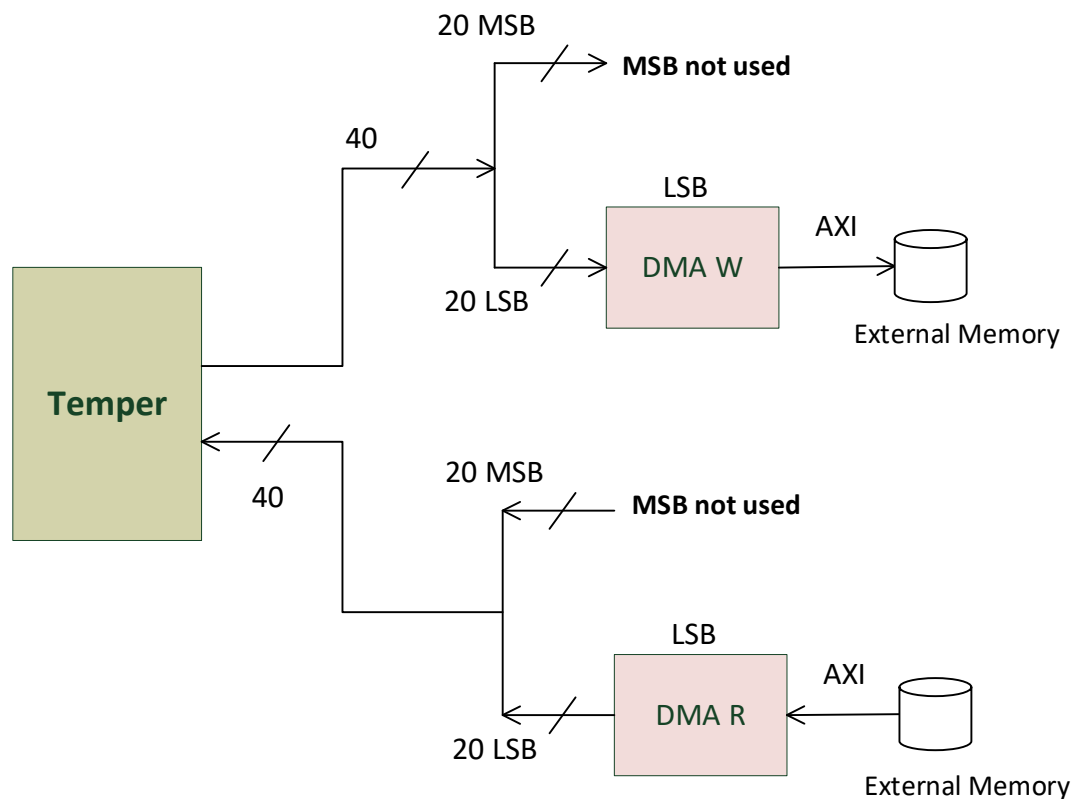 20 MSB
MSB not used
40
LSB
AXI
DMA W
20 LSB
External Memory
Temper
20 MSB
40
MSB not used
LSB
AXI
DMA R
20 LSB
External Memory